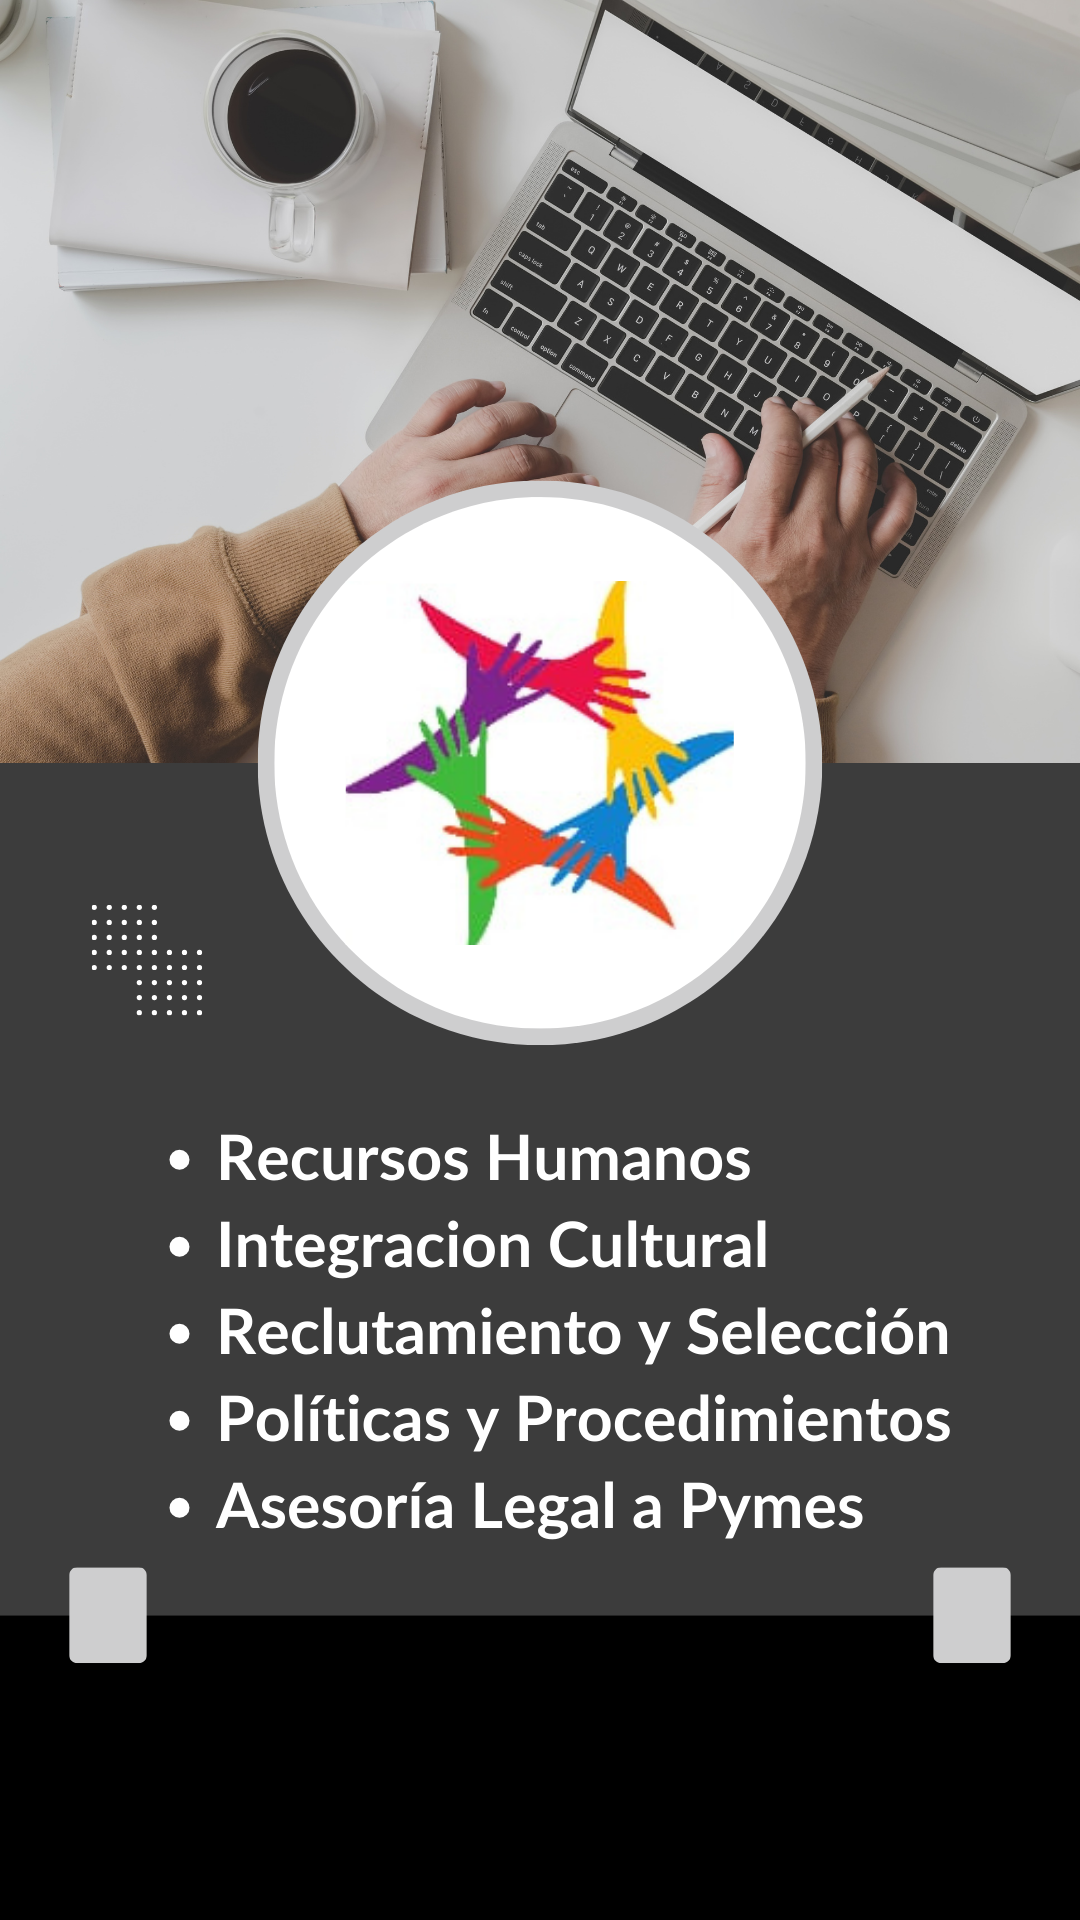 • Recursos Humanos
• Integracion Cultural
• Reclutamiento y Selección
• Políticas y Procedimientos
• Asesoría Legal a Pymes